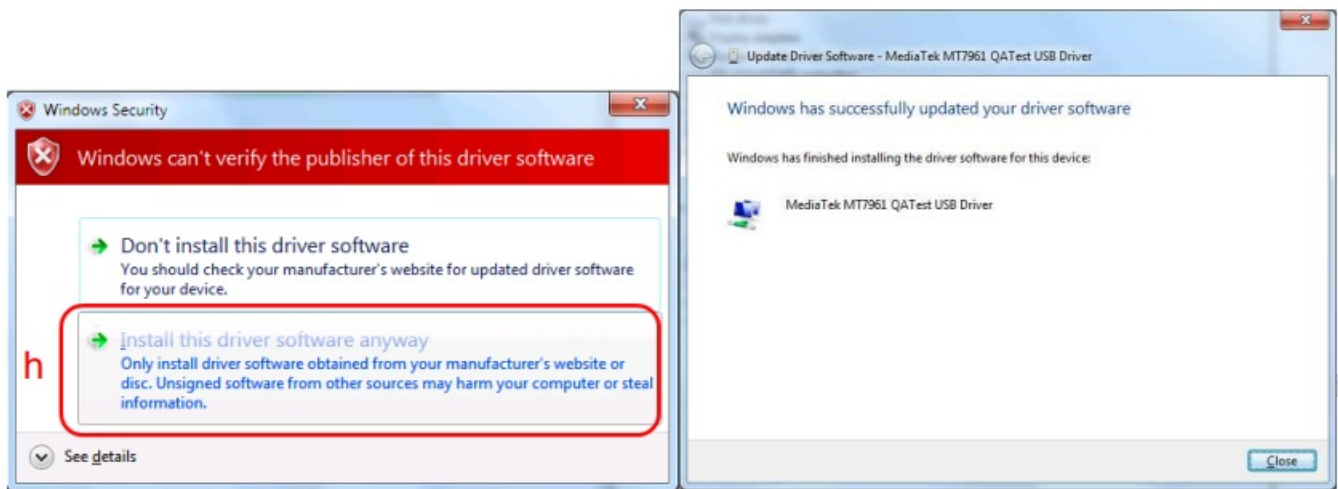 Windows Security
Windows can't verify the publisher of this driver software
Don't install this driver software
You should check your manufacturer's website for updated driver software
for your device.
h
Install this driver software anyway
Only install driver software obtained from your manufacturer's website or
disc. Unsigned software from other sources may harm your computer or steal
information.
See details
Update Driver Software - MediaTek MT7961 QATest USB Driver
Windows has successfully updated your driver software
Windows has finished installing the driver software for this device:
MediaTek MT7961 QATest USB Driver
Close